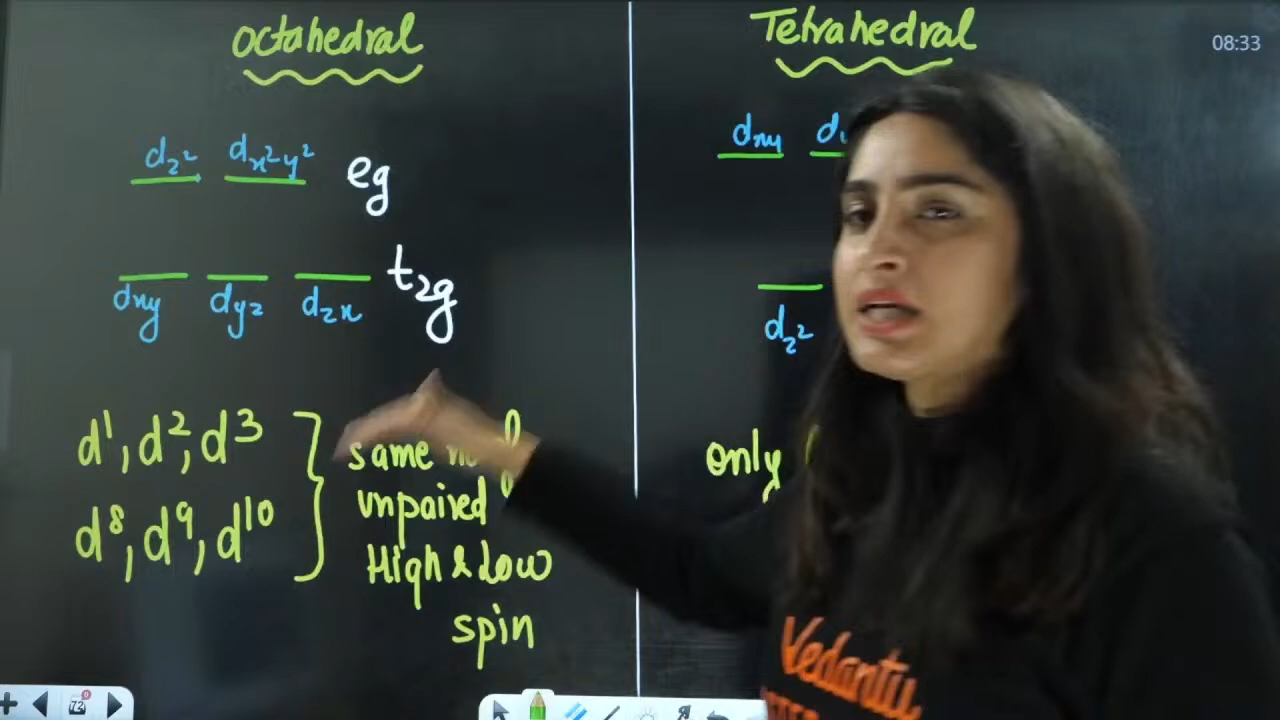 octahedral
Tetrahedral
08:33
dz² dx²y² eg
dxy
dxy dyz dzx t2g
dz²
d¹, d², d³
d⁸, d⁹, d¹⁰
same
unpaired
High & Low
spin
only
Vedantu
72